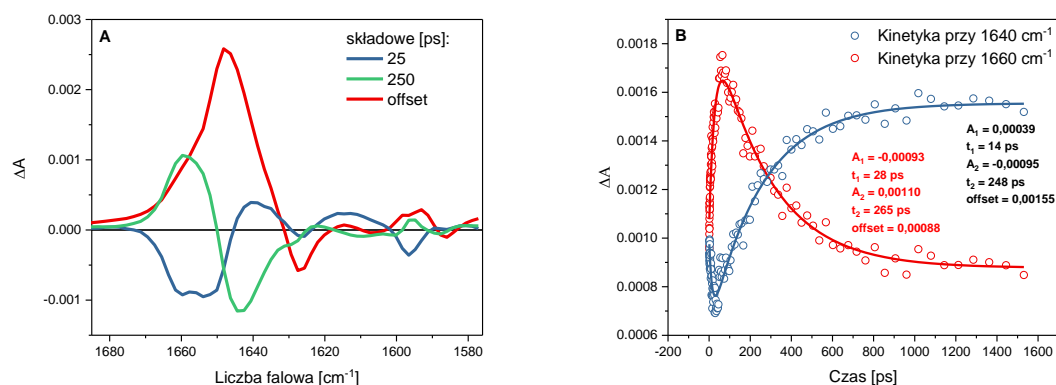 A
składowe [ps]:
25
250
offset
0.003
0.002
0.001
0.000
-0.001
ΔA
1680 1660 1640 1620 1600 1580
Liczba falowa [cm⁻¹]
B
Kinetyka przy 1640 cm⁻¹
Kinetyka przy 1660 cm⁻¹
0.0018
0.0016
0.0014
0.0012
0.0010
0.0008
0.0006
ΔA
A₁ = -0,00093
t₁ = 28 ps
A₂ = 0,00110
t₂ = 265 ps
offset = 0,00088
A₁ = 0,00039
t₁ = 14 ps
A₂ = -0,00095
t₂ = 248 ps
offset = 0,00155
-200 0 200 400 600 800 1000 1200 1400 1600
Czas [ps]